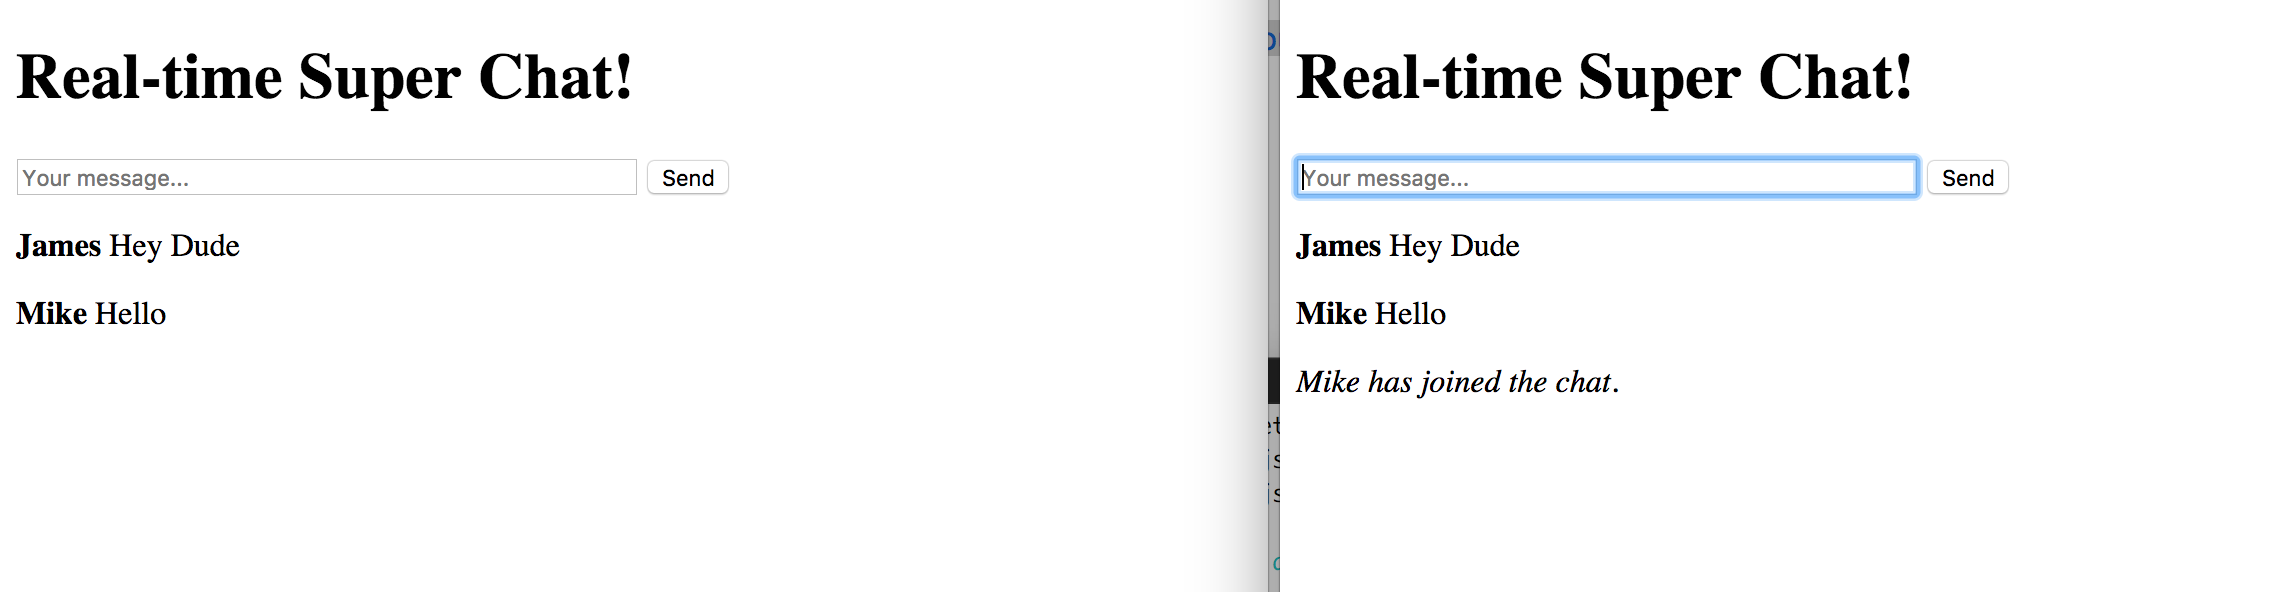 Real-time Super Chat!
Your message...
Send
James Hey Dude
Mike Hello
Real-time Super Chat!
Your message...
Send
James Hey Dude
Mike Hello
Mike has joined the chat.